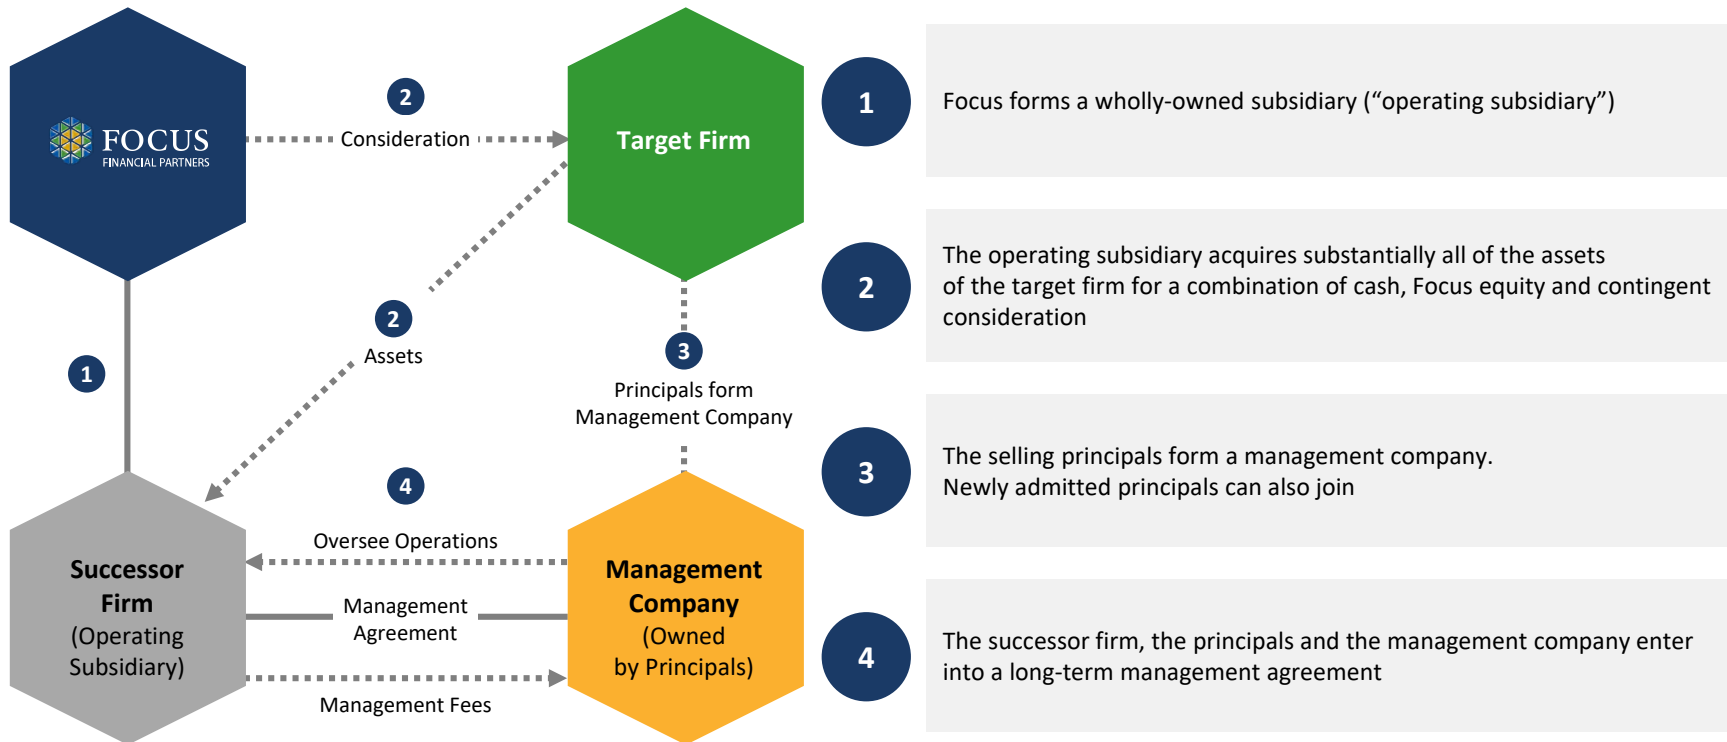 2
Consideration
FOCUS
FINANCIAL PARTNERS
Target Firm
2
Assets
1
3
Principals form
Management Company
4
Oversee Operations
Successor
Firm
(Operating
Subsidiary)
Management
Agreement
Management
Company
(Owned
by Principals)
Management Fees
1
Focus forms a wholly-owned subsidiary (“operating subsidiary”)
2
The operating subsidiary acquires substantially all of the assets
of the target firm for a combination of cash, Focus equity and contingent
consideration
3
The selling principals form a management company.
Newly admitted principals can also join
4
The successor firm, the principals and the management company enter
into a long-term management agreement